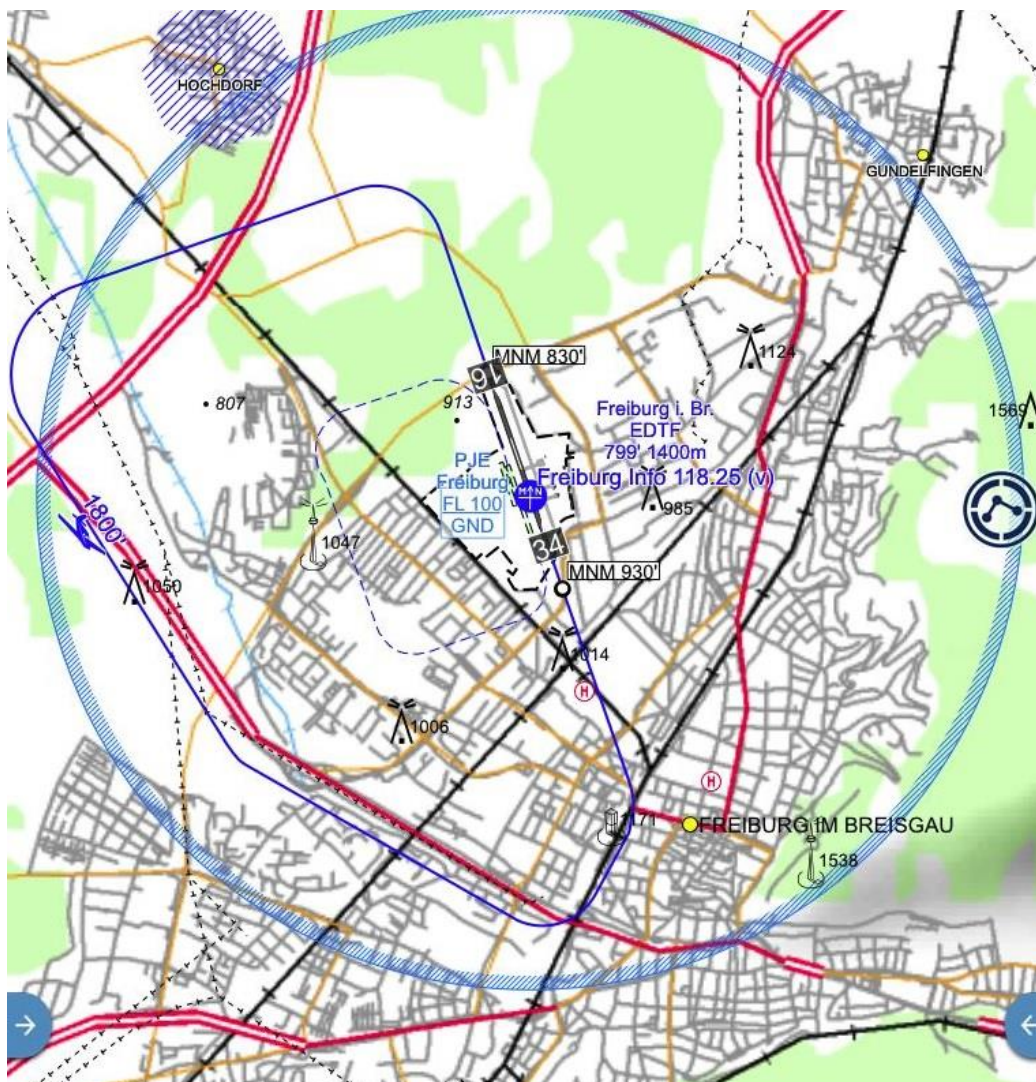 HOCHDORF
GUNDELFINGEN
MNM 830'
16
1124
807
913
1569
Freiburg i. Br.
EDTF
799' 1400m
Freiburg Info 118.25 (v)
PJE
Freiburg
FL 100
GND
985
1800'
1047
34
MNM 930'
1050
1014
H
1006
H
1171
FREIBURG IM BREISGAU
1538